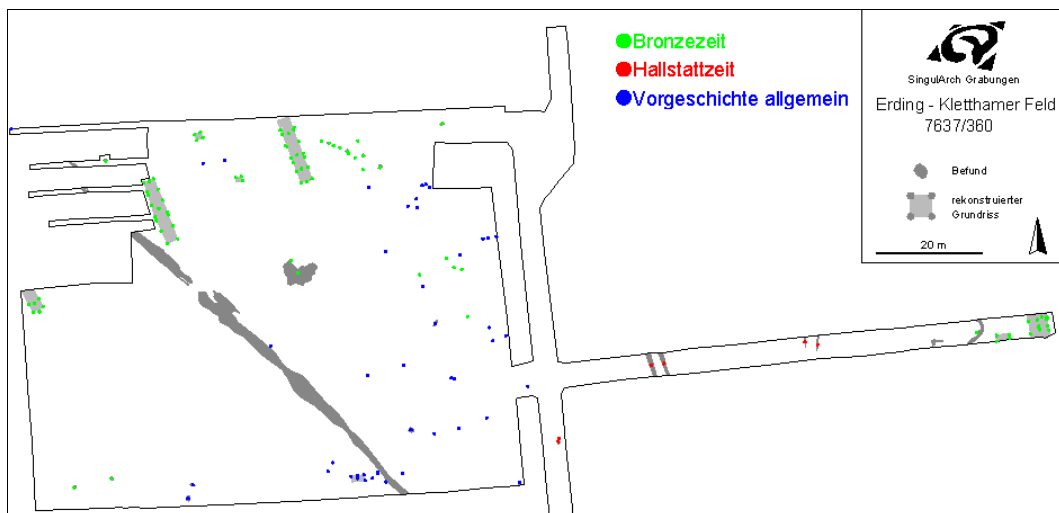 Bronzezeit
Hallstattzeit
Vorgeschichte allgemein
SingulArch Grabungen
Erding - Kletthamer Feld
7637/360
Befund
rekonstruierter
Grundriss
20 m